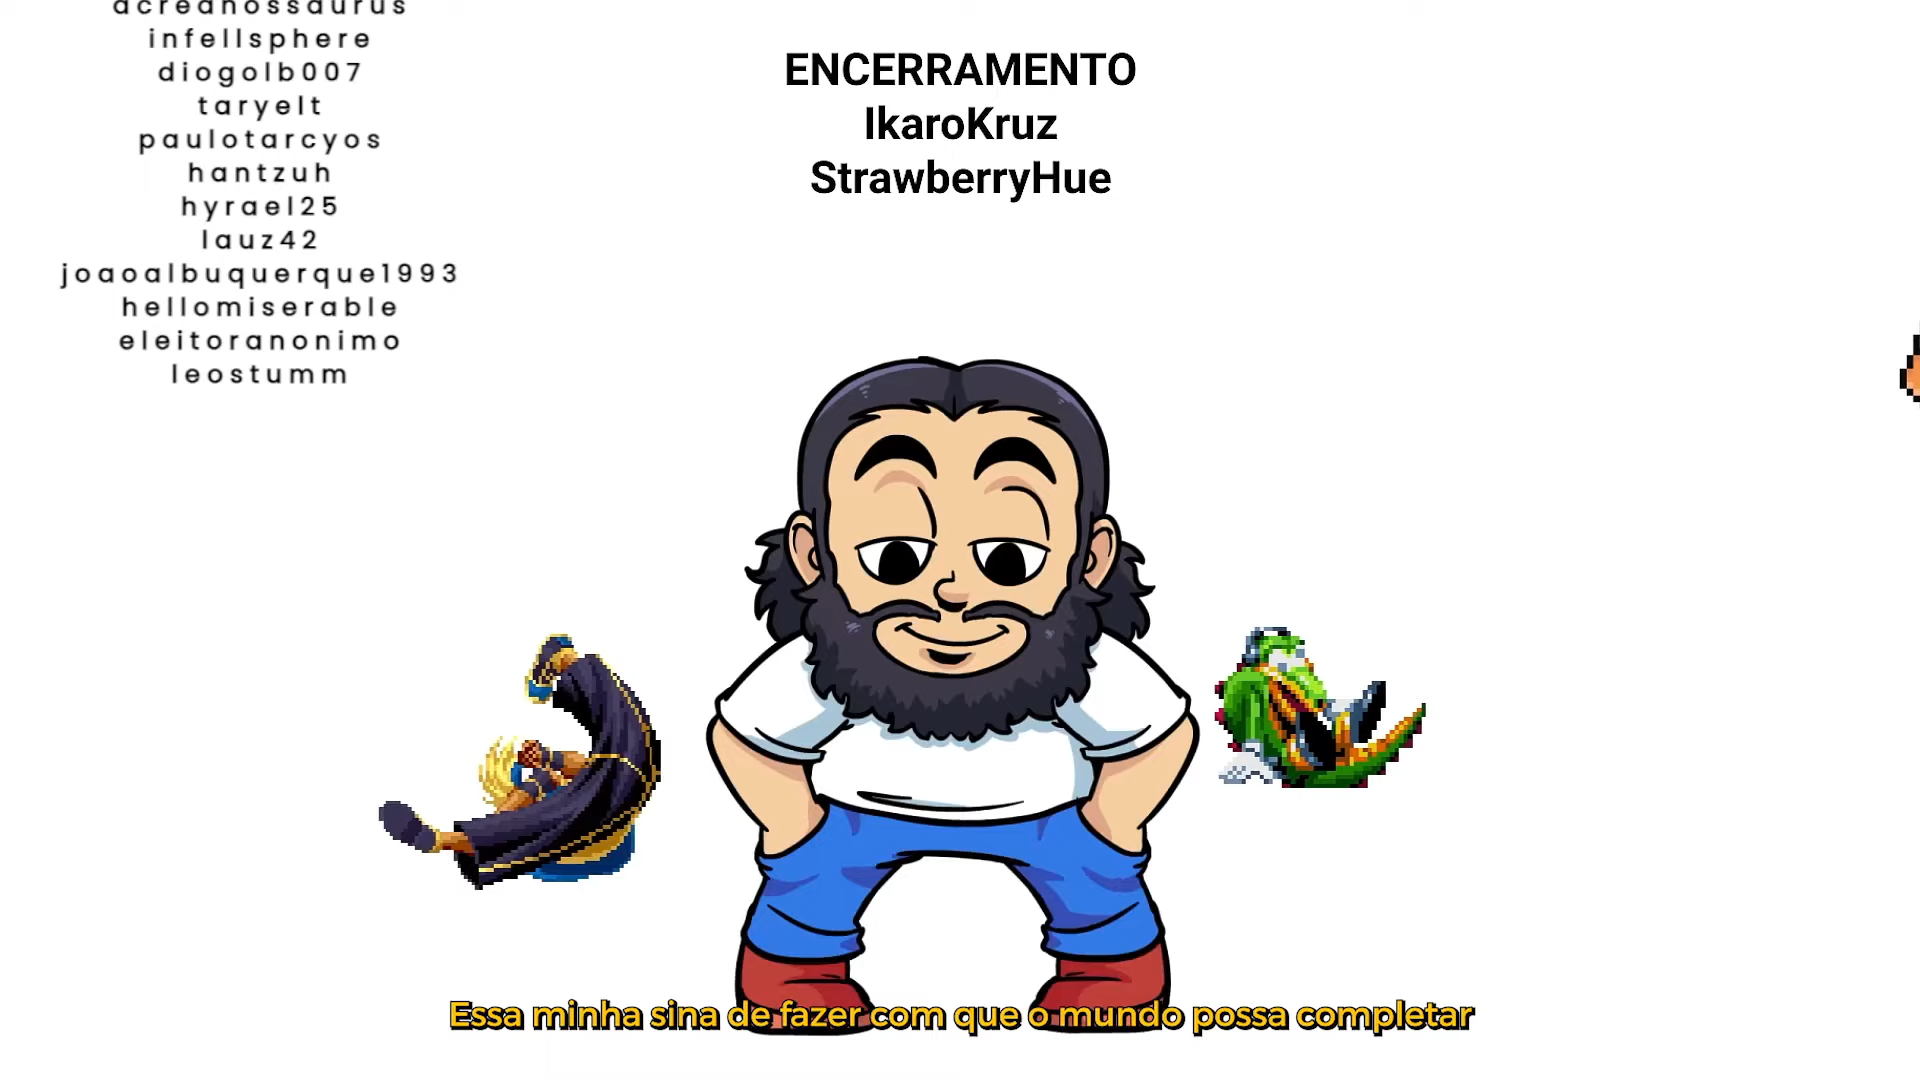 acreanossaurus
infellsphere
diogolb007
taryelt
paulotarcyos
hantzuh
hyrael25
lauz42
joaoalbuquerque1993
hellomiserable
eleitoranonimo
leostumm
ENCERRAMENTO
IkaroKruz
StrawberryHue
Essa minha sina de fazer com que o mundo possa completar